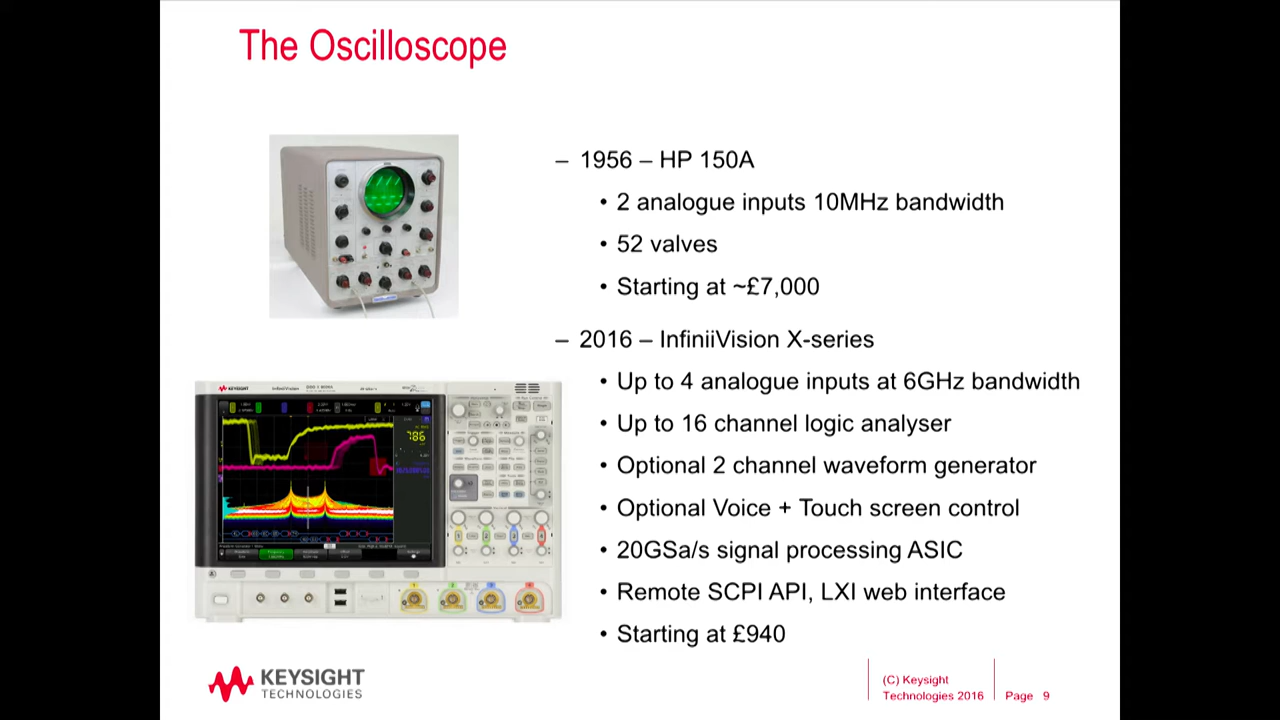 The Oscilloscope
– 1956 – HP 150A
• 2 analogue inputs 10MHz bandwidth
• 52 valves
• Starting at ~£7,000
– 2016 – InfiniiVision X-series
• Up to 4 analogue inputs at 6GHz bandwidth
• Up to 16 channel logic analyser
• Optional 2 channel waveform generator
• Optional Voice + Touch screen control
• 20GSa/s signal processing ASIC
• Remote SCPI API, LXI web interface
• Starting at £940
KEYSIGHT
InfiniiVision
KEYSIGHT
TECHNOLOGIES
(C) Keysight
Technologies 2016
Page 9